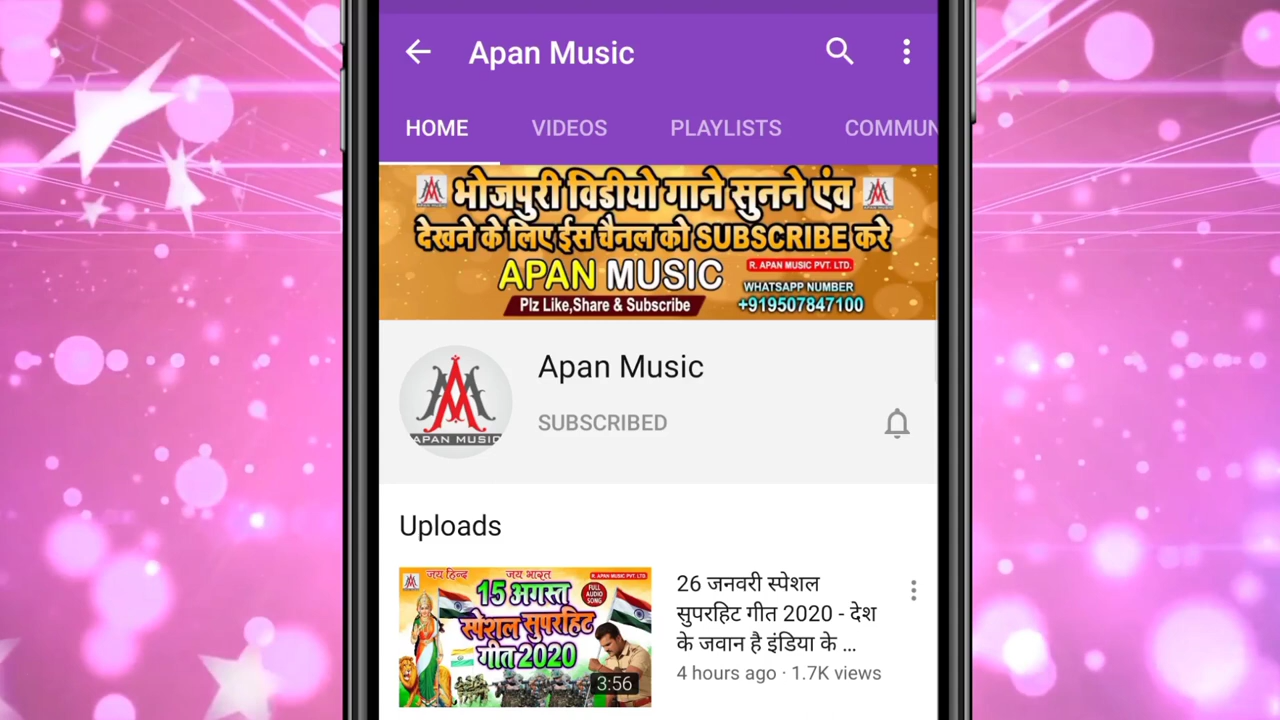 Apan Music
HOME VIDEOS PLAYLISTS COMMUN
भोजपुरी विडीयो गाने सुनने एंव
देखने के लिए ईस चैनल को SUBSCRIBE करे
APAN MUSIC
R. APAN MUSIC PVT. LTD.
WHATSAPP NUMBER
+919507847100
Plz Like,Share & Subscribe
Apan Music
SUBSCRIBED
APAN MUSIC
Uploads
जय हिन्द जय भारत
R. APAN MUSIC PVT. LTD
15 अगस्त
FULL
AUDIO
SONG
स्पेशल सुपरहिट
गीत 2020
3:56
26 जनवरी स्पेशल
सुपरहिट गीत 2020 - देश
के जवान है इंडिया के ...
4 hours ago · 1.7K views